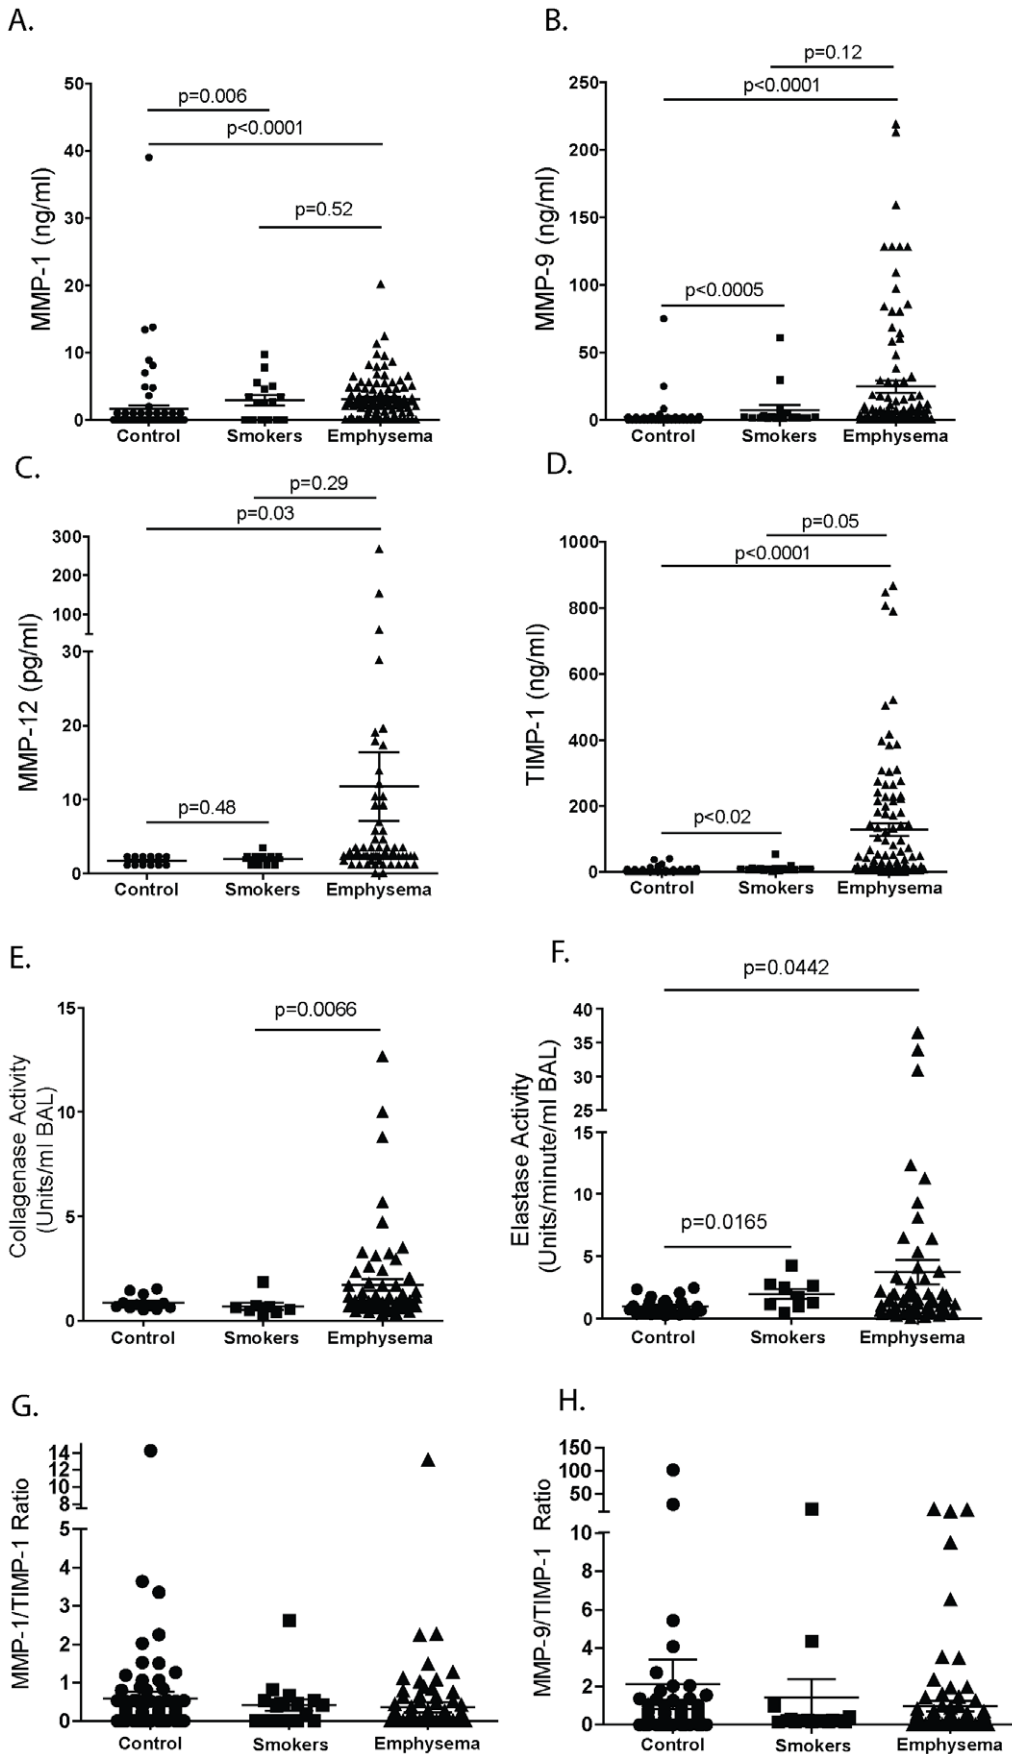 A.
p=0.006
p<0.0001
p=0.52
MMP-1 (ng/ml)
50
40
30
20
10
0
Control Smokers Emphysema
B.
p=0.12
p<0.0001
p<0.0005
MMP-9 (ng/ml)
250
200
150
100
50
0
Control Smokers Emphysema
C.
p=0.29
p=0.03
p=0.48
MMP-12 (pg/ml)
300
200
100
30
20
10
0
Control Smokers Emphysema
D.
p=0.05
p<0.0001
p<0.02
TIMP-1 (ng/ml)
1000
800
600
400
200
0
Control Smokers Emphysema
E.
p=0.0066
Collagenase Activity
(Units/ml BAL)
15
10
5
0
Control Smokers Emphysema
F.
p=0.0442
p=0.0165
Elastase Activity
(Units/minute/ml BAL)
40
35
30
25
15
10
5
0
Control Smokers Emphysema
G.
MMP-1/TIMP-1 Ratio
14
12
10
8
5
4
3
2
1
0
Control Smokers Emphysema
H.
MMP-9/TIMP-1 Ratio
150
100
50
10
8
6
4
2
0
Control Smokers Emphysema